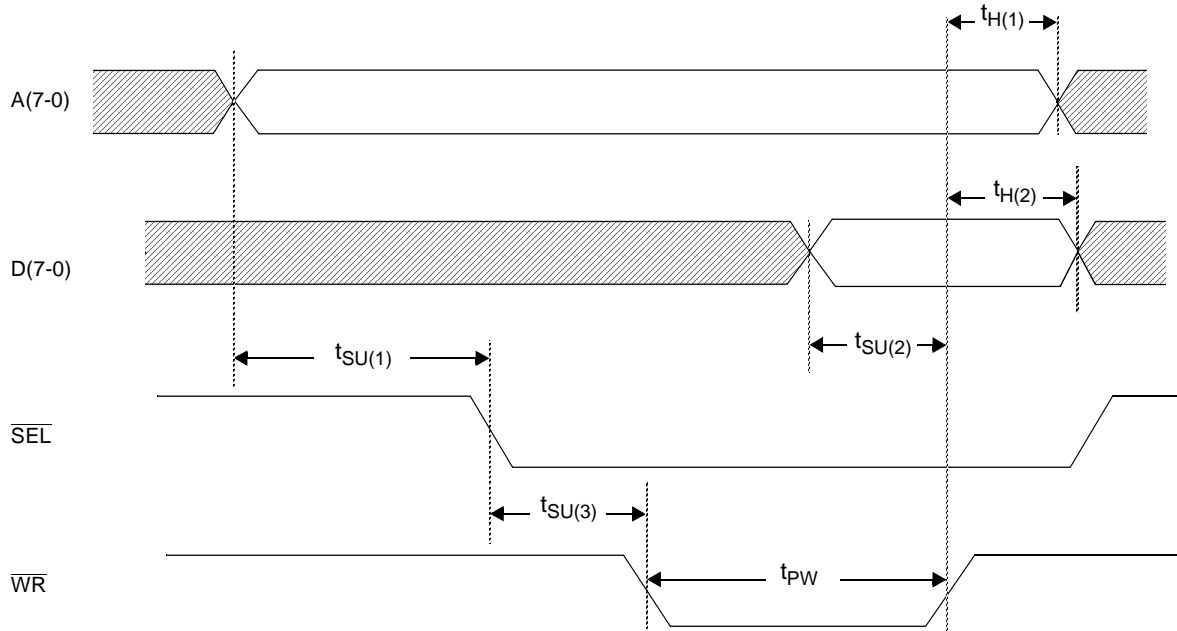 tH(1)
A(7-0)
tH(2)
D(7-0)
tSU(1)
tSU(2)
SEL
tSU(3)
WR
tPW